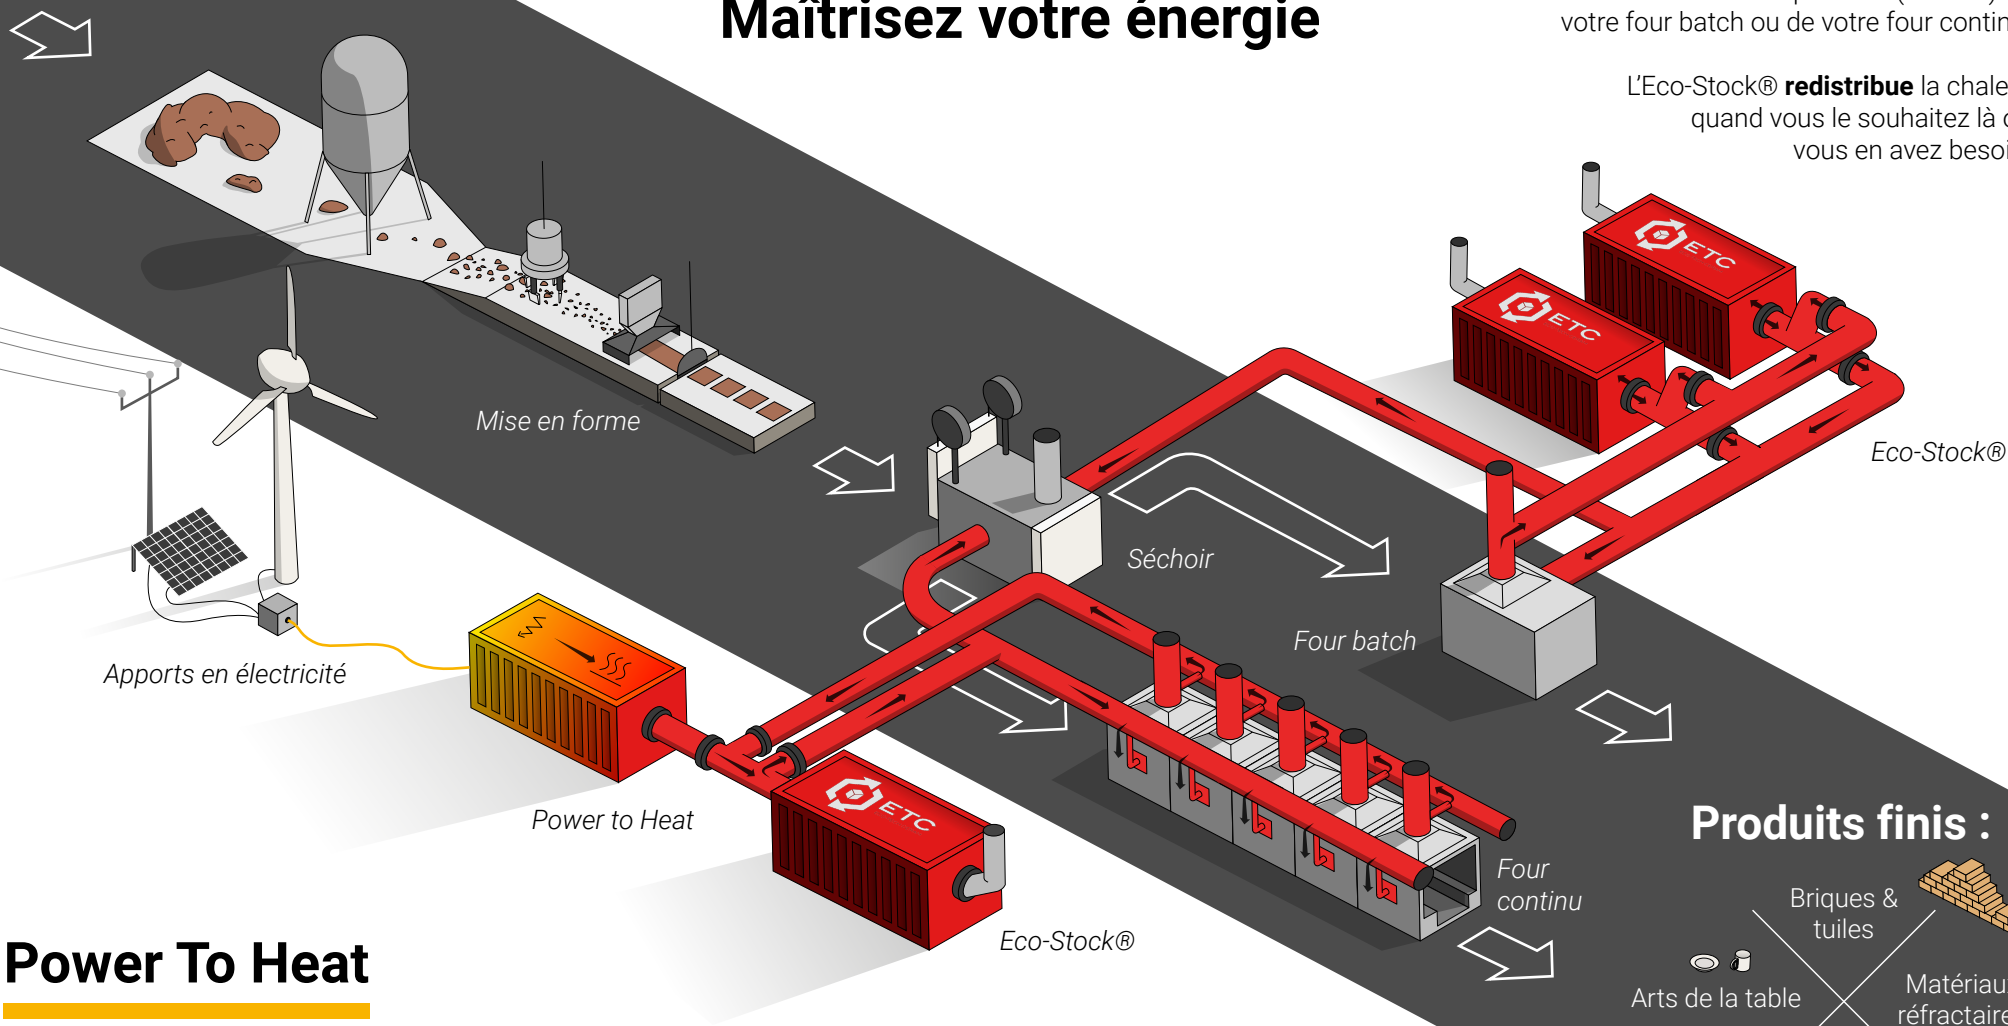 Maîtrisez votre énergie
votre four batch ou de votre four contin
L'Eco-Stock® redistribue la chale
quand vous le souhaitez là
vous en avez besoi
ETC
ETC
Eco-Stock®
Mise en forme
Séchoir
Four batch
Apports en électricité
Power to Heat
ETC
Eco-Stock®
Four
continu
Power To Heat
Produits finis :
Briques &
tuiles
Arts de la table
Matériaux
réfractaire